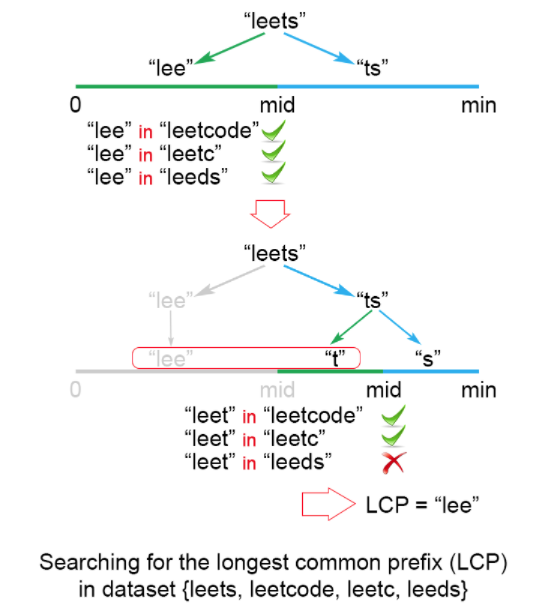 “leets”
“lee” “ts”
0 mid min
“lee” in “leetcode”
“lee” in “leetc”
“lee” in “leeds”
“leets”
“lee” “ts”
“lee” “t” “s”
0 mid mid min
“leet” in “leetcode”
“leet” in “leetc”
“leet” in “leeds”
LCP = “lee”
Searching for the longest common prefix (LCP)
in dataset {leets, leetcode, leetc, leeds}